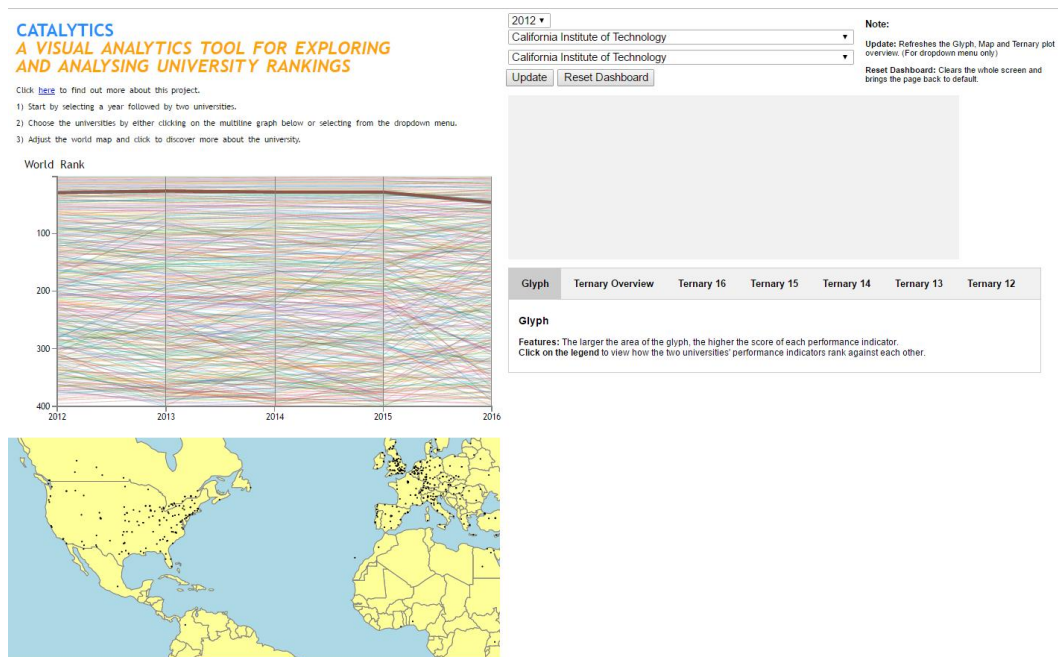 CATALYTICS
A VISUAL ANALYTICS TOOL FOR EXPLORING
AND ANALYSING UNIVERSITY RANKINGS
Click here to find out more about this project.
1) Start by selecting a year followed by two universities.
2) Choose the universities by either clicking on the multiline graph below or selecting from the dropdown menu.
3) Adjust the world map and click to discover more about the university.
World Rank
100
200
300
400
2012 2013 2014 2015 2016
2012
California Institute of Technology
California Institute of Technology
Update Reset Dashboard
Note:
Update: Refreshes the Glyph, Map and Ternary plot
overview. (For dropdown menu only)
Reset Dashboard: Clears the whole screen and
brings the page back to default.
Glyph Ternary Overview Ternary 16 Ternary 15 Ternary 14 Ternary 13 Ternary 12
Glyph
Features: The larger the area of the glyph, the higher the score of each performance indicator.
Click on the legend to view how the two universities' performance indicators rank against each other.